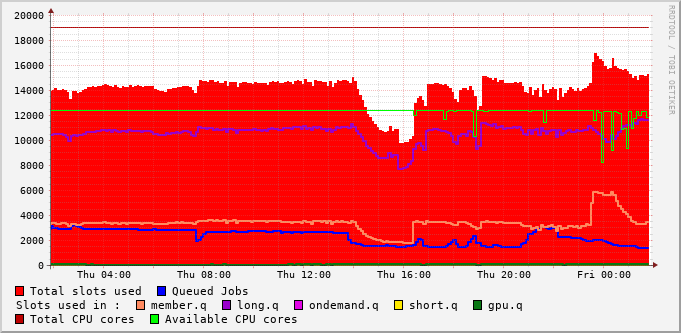 20000
18000
16000
14000
12000
10000
8000
6000
4000
2000
0
Thu 04:00 Thu 08:00 Thu 12:00 Thu 16:00 Thu 20:00 Fri 00:00
Total slots used Queued Jobs
Slots used in : member.q long.q ondemand.q short.q gpu.q
Total CPU cores Available CPU cores
RRDTOOL / TOBI OETIKER